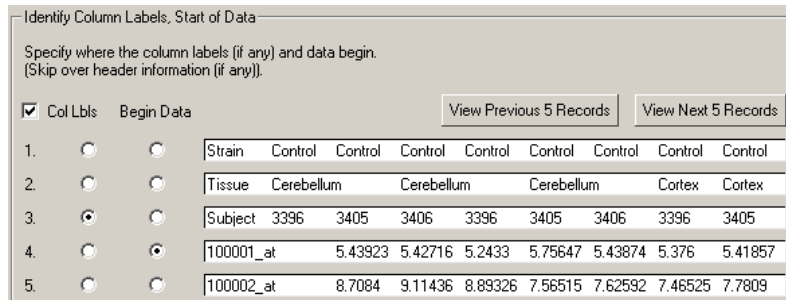 Identify Column Labels, Start of Data
Specify where the column labels (if any) and data begin.
(Skip over header information (if any)).
Col Lbls Begin Data View Previous 5 Records View Next 5 Records
1. Strain Control Control Control Control Control Control Control Control
2. Tissue Cerebellum Cerebellum Cerebellum Cortex Cortex
3. Subject 3396 3405 3406 3396 3405 3406 3396 3405
4. 100001_at 5.43923 5.42716 5.2433 5.75647 5.43874 5.376 5.41857
5. 100002_at 8.7084 9.11436 8.89326 7.56515 7.62592 7.46525 7.7809